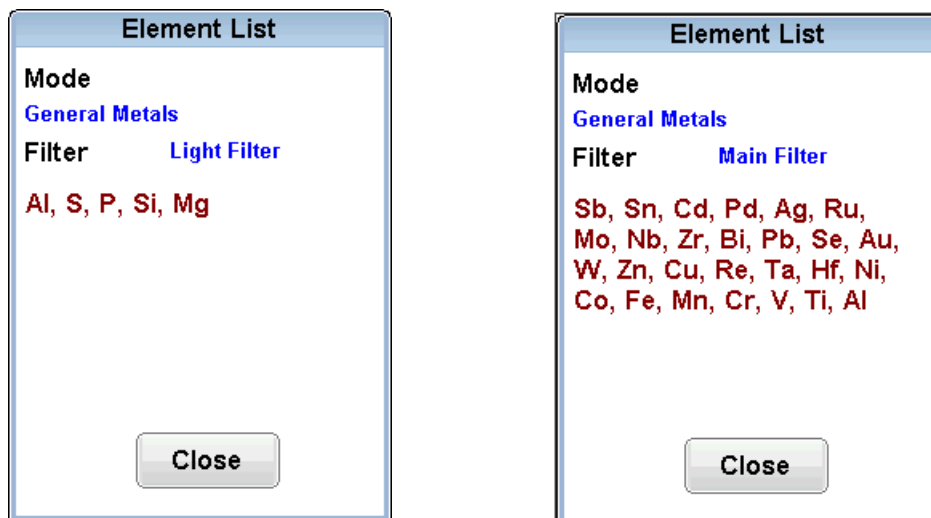 Element List
Mode
General Metals
Filter Light Filter
Al, S, P, Si, Mg
Close
Element List
Mode
General Metals
Filter Main Filter
Sb, Sn, Cd, Pd, Ag, Ru,
Mo, Nb, Zr, Bi, Pb, Se, Au,
W, Zn, Cu, Re, Ta, Hf, Ni,
Co, Fe, Mn, Cr, V, Ti, Al
Close